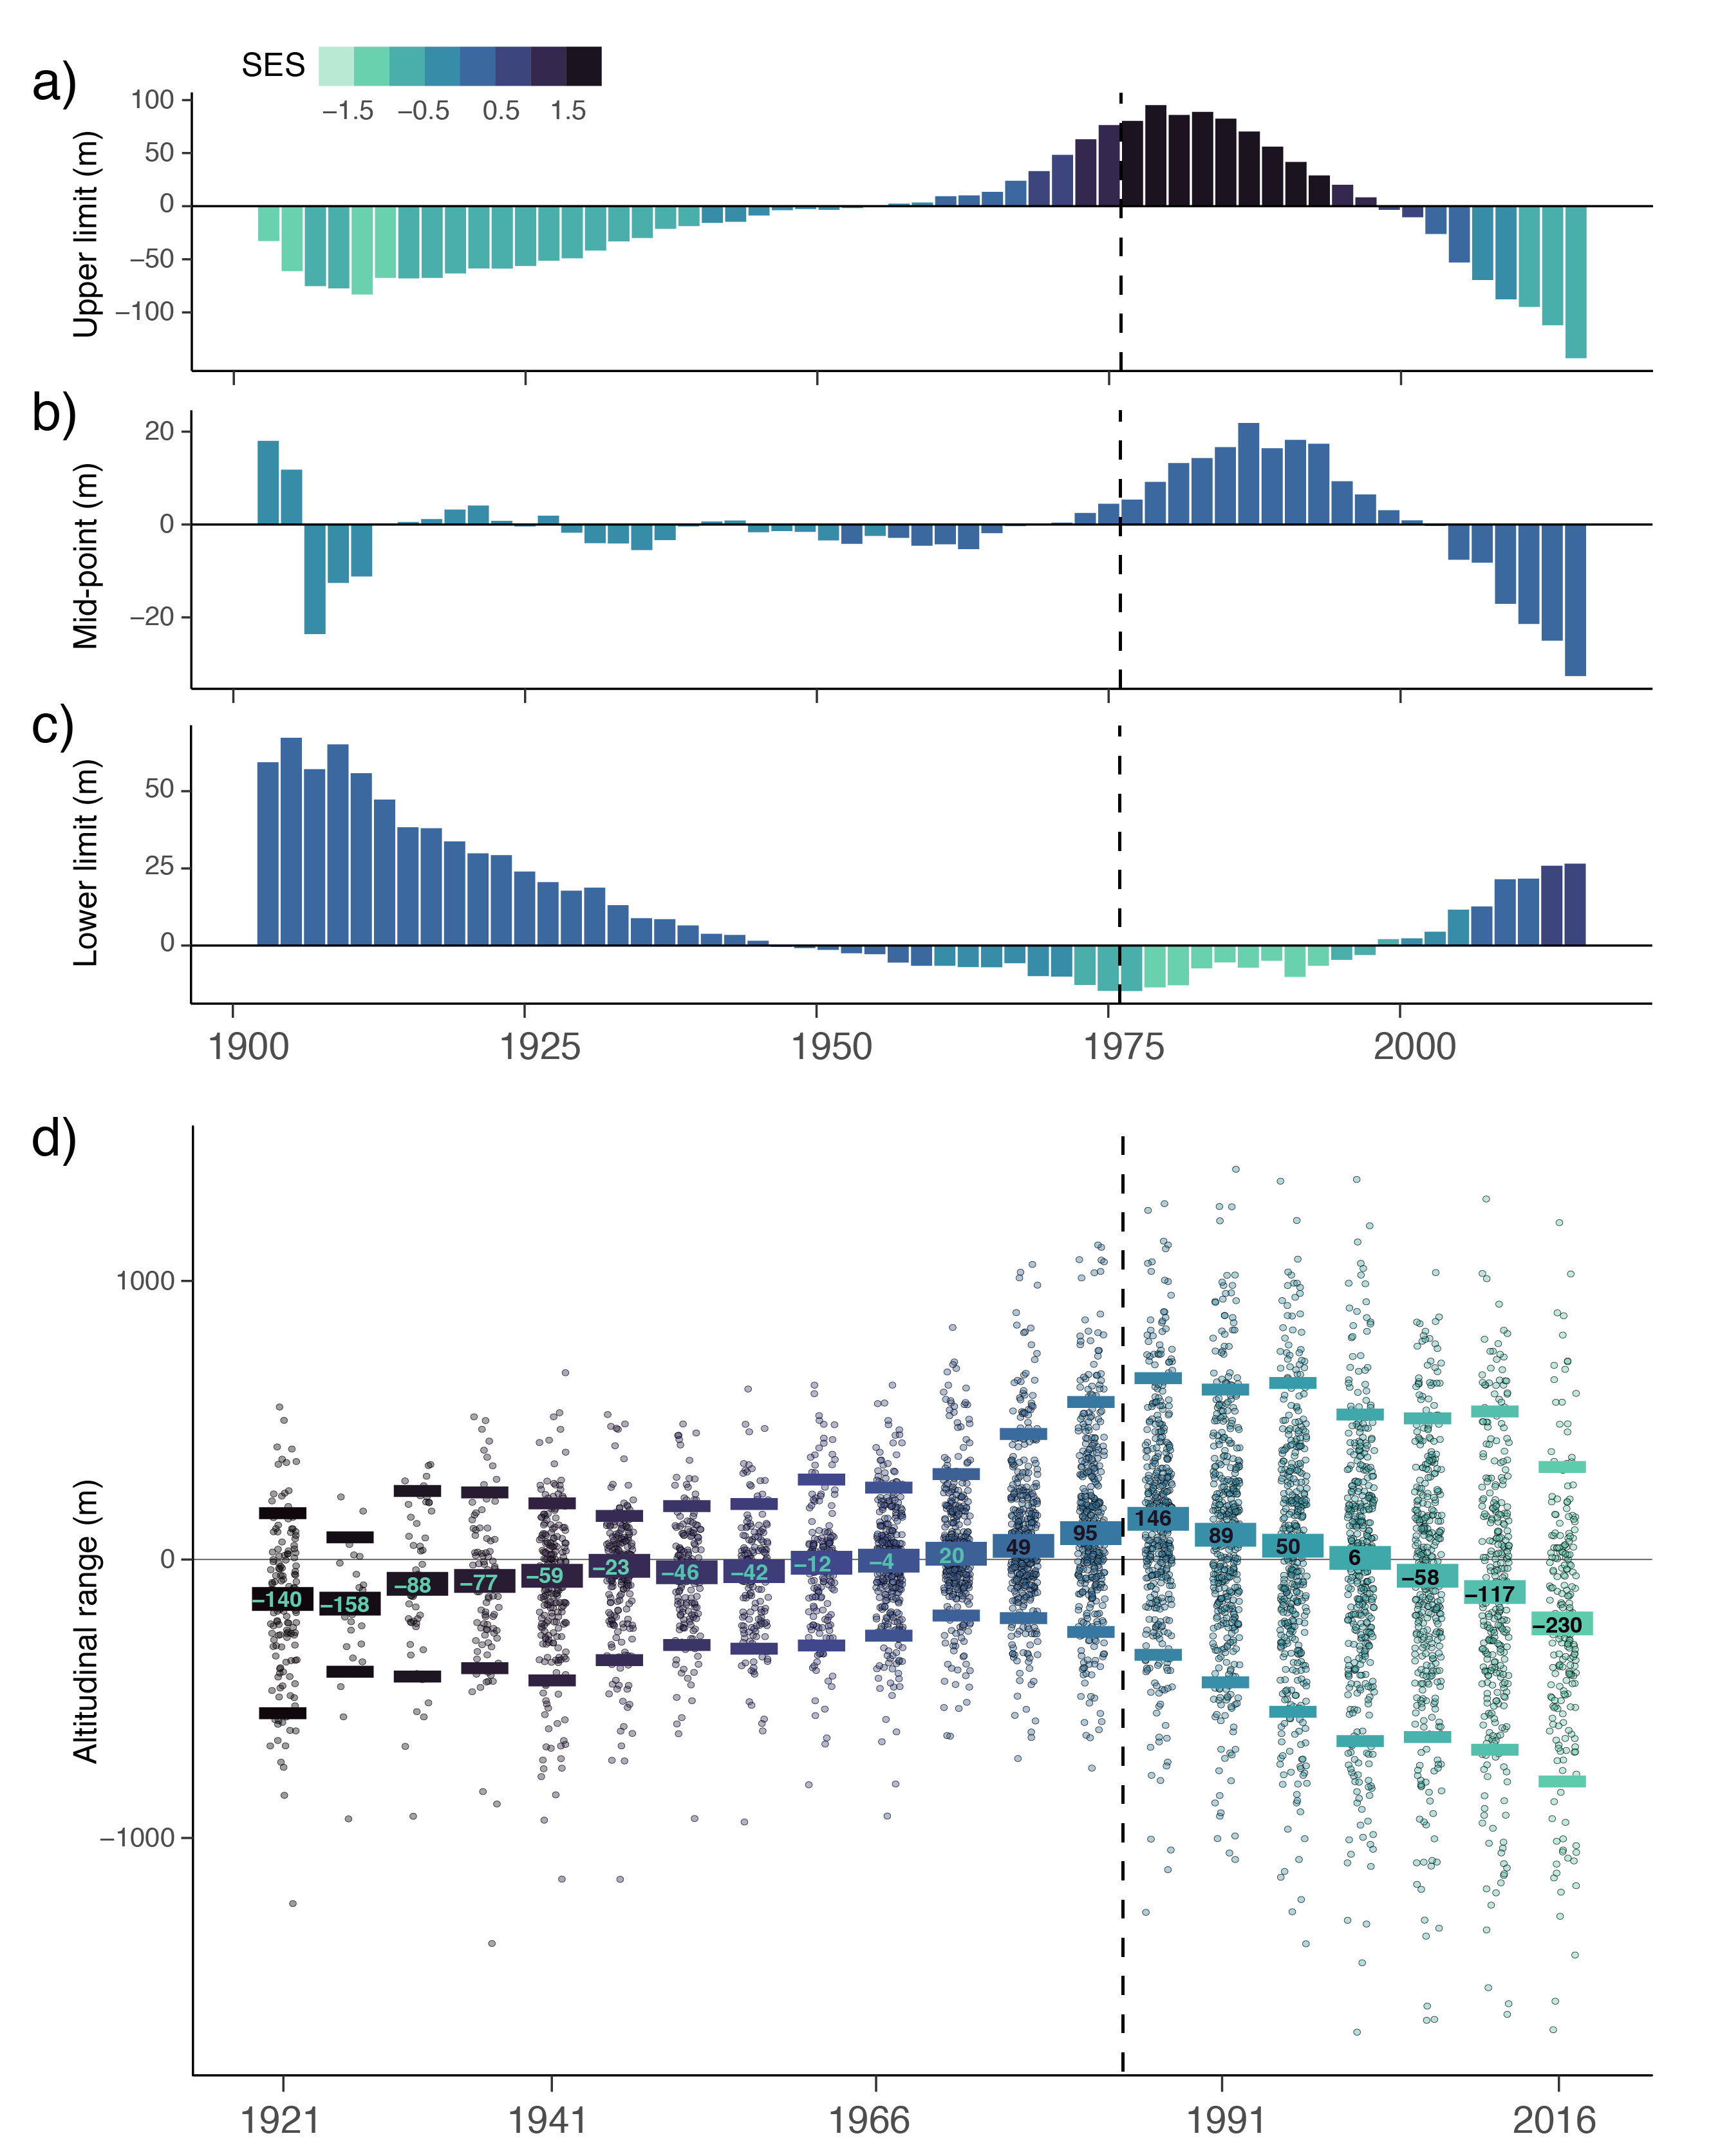 SES
−1.5 −0.5 0.5 1.5
a)
Upper limit (m)
100
50
0
−50
−100
b)
Mid-point (m)
20
0
−20
c)
Lower limit (m)
50
25
0
1900 1925 1950 1975 2000
d)
Altitudinal range (m)
1000
0
−1000
−140 −158 −88 −77 −59 −23 −46 −42 −12 −4 20 49 95 146 89 50 6 −58 −117 −230
1921 1941 1966 1991 2016